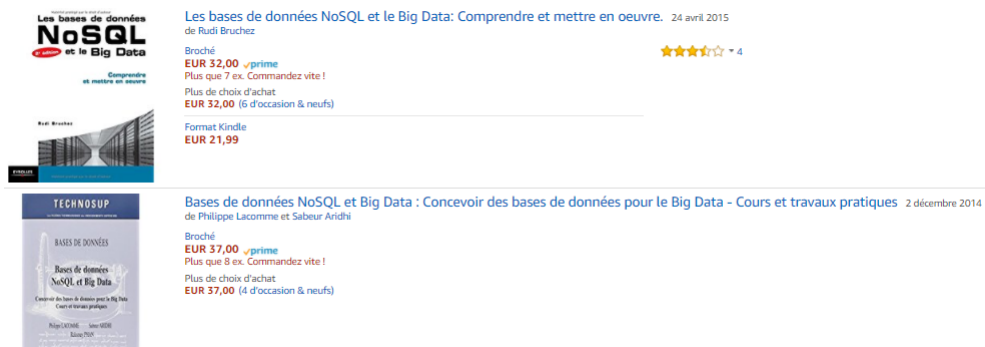 Les bases de données
NoSQL
2e édition et le Big Data
Comprendre
et mettre en oeuvre
Rudi Bruchez
EYROLLES
Les bases de données NoSQL et le Big Data: Comprendre et mettre en oeuvre. 24 avril 2015
de Rudi Bruchez
Broché
EUR 32,00 prime
Plus que 7 ex. Commandez vite !
4
Plus de choix d'achat
EUR 32,00 (6 d'occasion & neufs)
Format Kindle
EUR 21,99
TECHNOSUP
BASES DE DONNÉES
Bases de données
NoSQL et Big Data
Concevoir des bases de données pour le Big Data
Cours et travaux pratiques
Philippe LACOMME Sabeur ARIDHI
Bases de données NoSQL et Big Data : Concevoir des bases de données pour le Big Data - Cours et travaux pratiques 2 décembre 2014
de Philippe Lacomme et Sabeur Aridhi
Broché
EUR 37,00 prime
Plus que 8 ex. Commandez vite !
Plus de choix d'achat
EUR 37,00 (4 d'occasion & neufs)